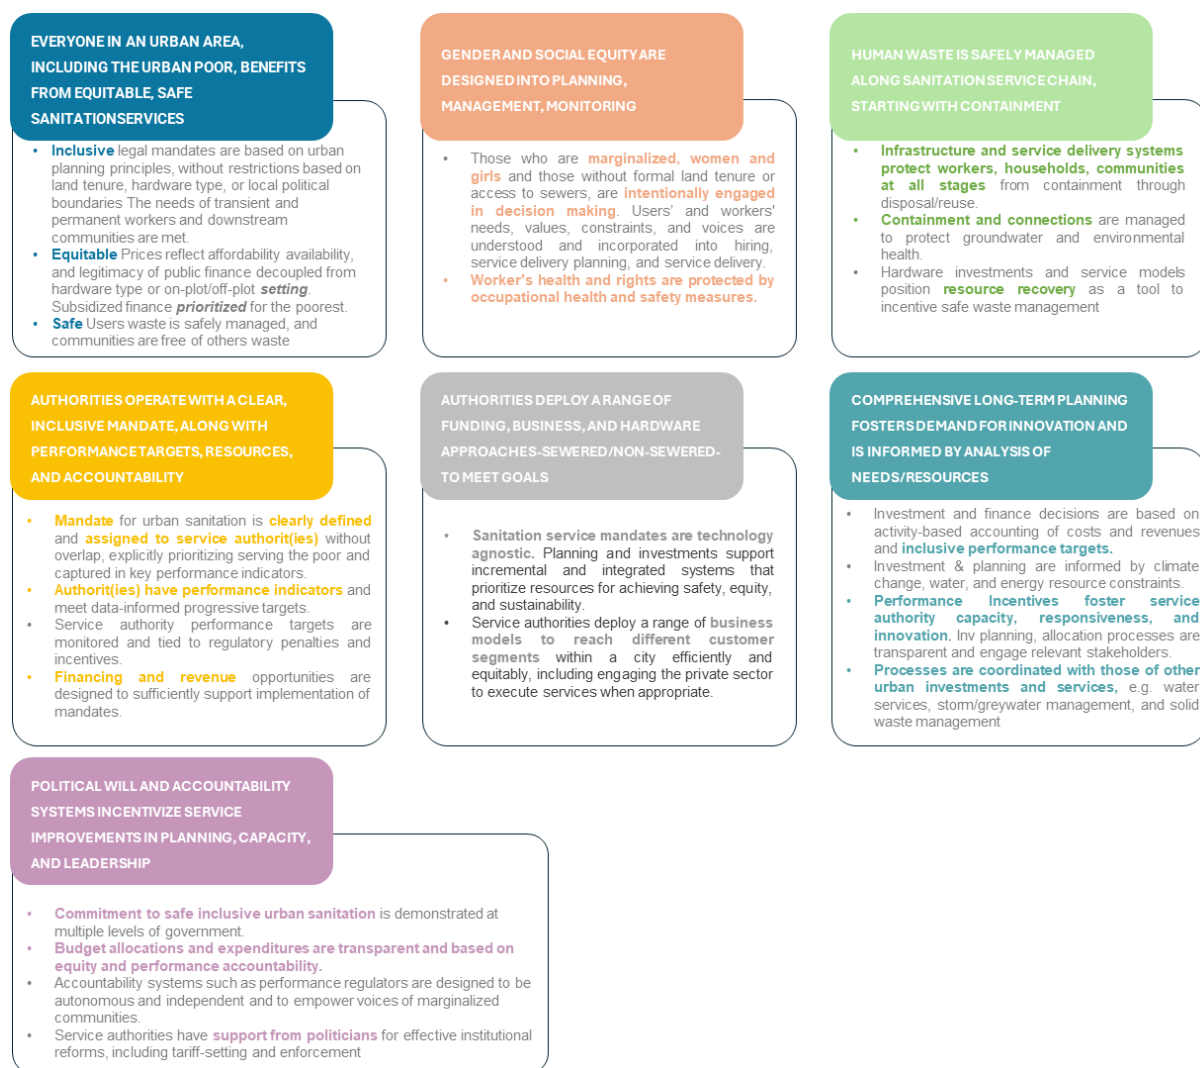 EVERYONE IN AN URBAN AREA,
INCLUDING THE URBAN POOR, BENEFITS
FROM EQUITABLE, SAFE
SANITATIONSERVICES
• Inclusive legal mandates are based on urban
planning principles, without restrictions based on
land tenure, hardware type, or local political
boundaries The needs of transient and
permanent workers and downstream
communities are met.
• Equitable Prices reflect affordability availability,
and legitimacy of public finance decoupled from
hardware type or on-plot/off-plot setting.
Subsidized finance prioritized for the poorest.
• Safe Users waste is safely managed, and
communities are free of others waste
GENDER AND SOCIAL EQUITY ARE
DESIGNED INTO PLANNING,
MANAGEMENT, MONITORING
• Those who are marginalized, women and
girls and those without formal land tenure or
access to sewers, are intentionally engaged
in decision making. Users' and workers'
needs, values, constraints, and voices are
understood and incorporated into hiring,
service delivery planning, and service delivery.
• Worker's health and rights are protected by
occupational health and safety measures.
HUMAN WASTE IS SAFELY MANAGED
ALONG SANITATION SERVICE CHAIN,
STARTING WITH CONTAINMENT
• Infrastructure and service delivery systems
protect workers, households, communities
at all stages from containment through
disposal/reuse.
• Containment and connections are managed
to protect groundwater and environmental
health.
• Hardware investments and service models
position resource recovery as a tool to
incentive safe waste management
AUTHORITIES OPERATE WITH A CLEAR,
INCLUSIVE MANDATE, ALONG WITH
PERFORMANCE TARGETS, RESOURCES,
AND ACCOUNTABILITY
• Mandate for urban sanitation is clearly defined
and assigned to service authorit(ies) without
overlap, explicitly prioritizing serving the poor and
captured in key performance indicators.
• Authorit(ies) have performance indicators and
meet data-informed progressive targets.
• Service authority performance targets are
monitored and tied to regulatory penalties and
incentives.
• Financing and revenue opportunities are
designed to sufficiently support implementation of
mandates.
AUTHORITIES DEPLOY A RANGE OF
FUNDING, BUSINESS, AND HARDWARE
APPROACHES-SEWERED/NON-SEWERED-
TO MEET GOALS
• Sanitation service mandates are technology
agnostic. Planning and investments support
incremental and integrated systems that
prioritize resources for achieving safety, equity,
and sustainability.
• Service authorities deploy a range of business
models to reach different customer
segments within a city efficiently and
equitably, including engaging the private sector
to execute services when appropriate.
COMPREHENSIVE LONG-TERM PLANNING
FOSTERS DEMAND FOR INNOVATION AND
IS INFORMED BY ANALYSIS OF
NEEDS/RESOURCES
• Investment and finance decisions are based on
activity-based accounting of costs and revenues
and inclusive performance targets.
• Investment & planning are informed by climate
change, water, and energy resource constraints.
• Performance Incentives foster service
authority capacity, responsiveness, and
innovation. Inv planning, allocation processes are
transparent and engage relevant stakeholders.
• Processes are coordinated with those of other
urban investments and services, e.g. water
services, storm/greywater management, and solid
waste management
POLITICAL WILL AND ACCOUNTABILITY
SYSTEMS INCENTIVIZE SERVICE
IMPROVEMENTS IN PLANNING, CAPACITY,
AND LEADERSHIP
• Commitment to safe inclusive urban sanitation is demonstrated at
multiple levels of government.
• Budget allocations and expenditures are transparent and based on
equity and performance accountability.
• Accountability systems such as performance regulators are designed to be
autonomous and independent and to empower voices of marginalized
communities.
• Service authorities have support from politicians for effective institutional
reforms, including tariff-setting and enforcement